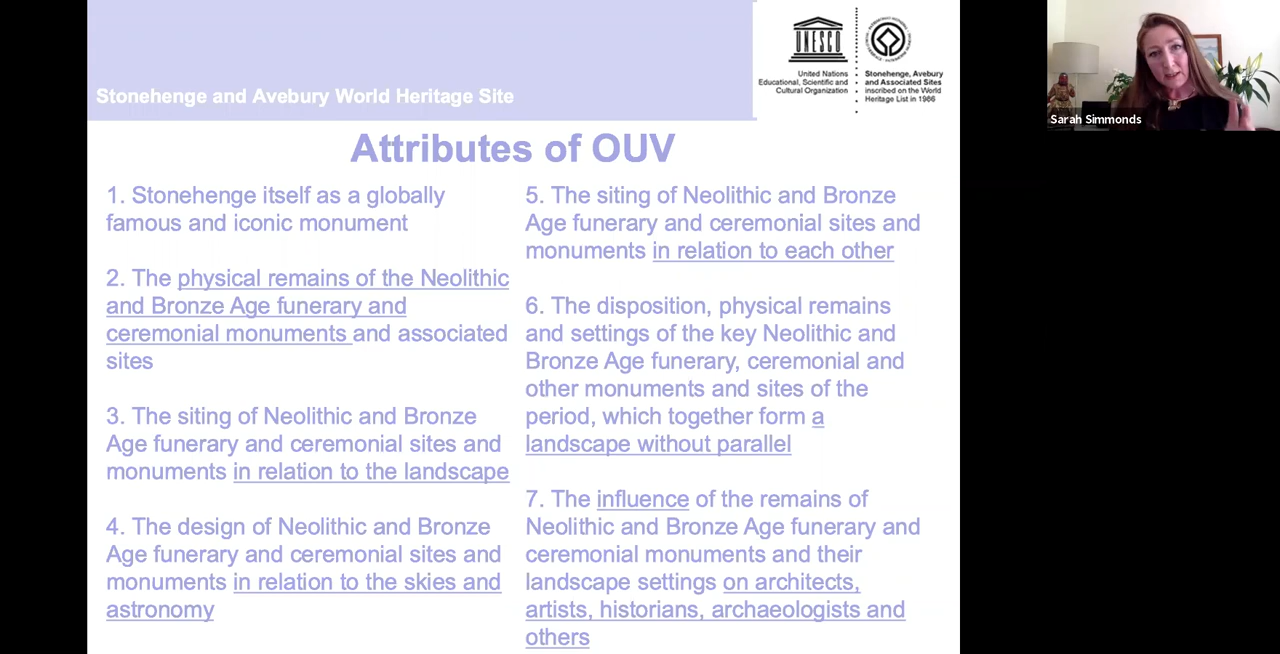 Stonehenge and Avebury World Heritage Site
UNESCO
United Nations
Educational, Scientific and
Cultural Organization
Stonehenge, Avebury
and Associated Sites
inscribed on the World
Heritage List in 1986
Attributes of OUV
1. Stonehenge itself as a globally
famous and iconic monument
2. The physical remains of the Neolithic
and Bronze Age funerary and
ceremonial monuments and associated
sites
3. The siting of Neolithic and Bronze
Age funerary and ceremonial sites and
monuments in relation to the landscape
4. The design of Neolithic and Bronze
Age funerary and ceremonial sites and
monuments in relation to the skies and
astronomy
5. The siting of Neolithic and Bronze
Age funerary and ceremonial sites and
monuments in relation to each other
6. The disposition, physical remains
and settings of the key Neolithic and
Bronze Age funerary, ceremonial and
other monuments and sites of the
period, which together form a
landscape without parallel
7. The influence of the remains of
Neolithic and Bronze Age funerary and
ceremonial monuments and their
landscape settings on architects,
artists, historians, archaeologists and
others
Sarah Simmonds